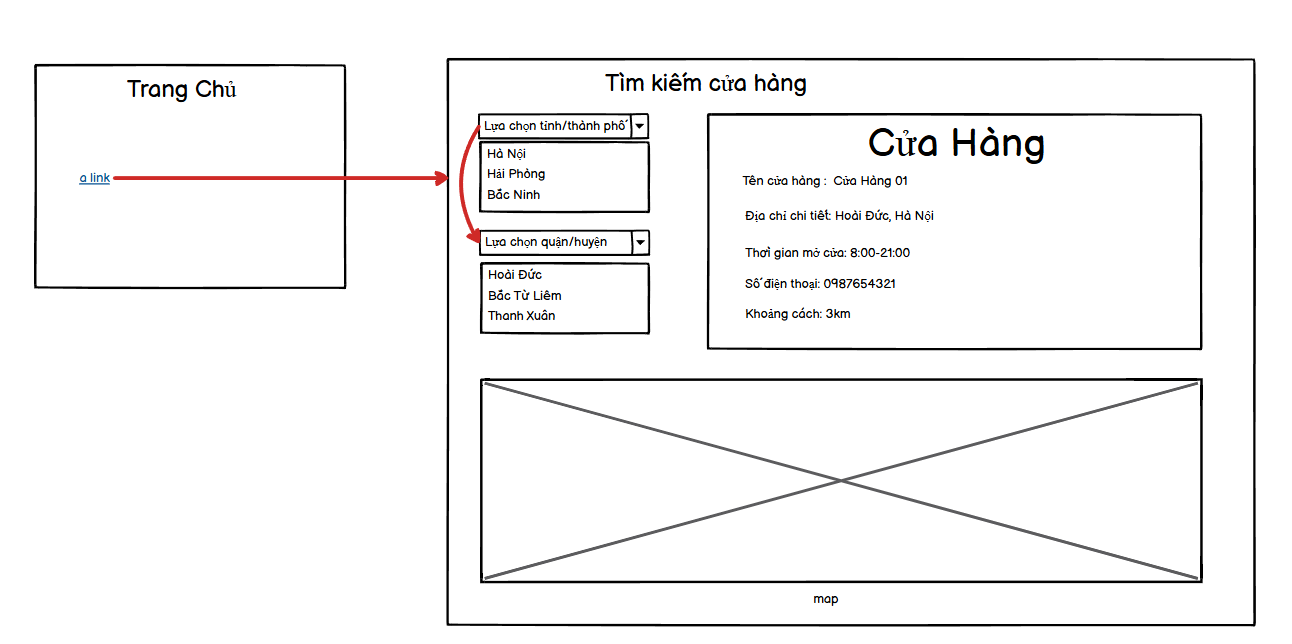 Trang Chủ
a link
Tìm kiếm cửa hàng
Lựa chọn tỉnh/thành phố
Hà Nội
Hải Phòng
Bắc Ninh
Lựa chọn quận/huyện
Hoài Đức
Bắc Từ Liêm
Thanh Xuân
Cửa Hàng
Tên cửa hàng : Cửa Hàng 01
Địa chỉ chi tiết: Hoài Đức, Hà Nội
Thơi gian mở cửa: 8:00-21:00
Số điện thoại: 0987654321
Khoảng cách: 3km
map